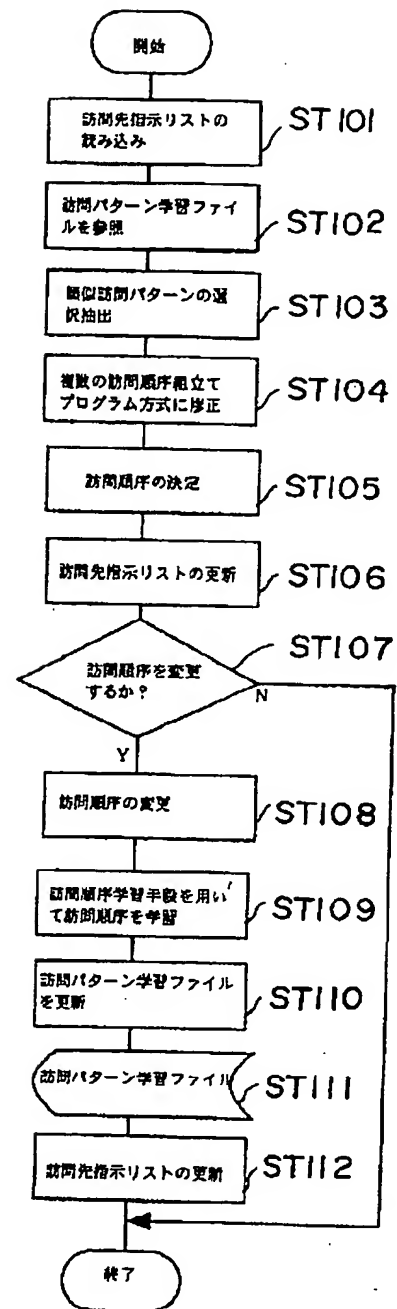 開始
訪問先指示リストの
読み込み
ST101
訪問パターン学習ファイ
ルを参照
ST102
類似訪問パターンの選
択抽出
ST103
複数の訪問順序組立て
プログラム方式に修正
ST104
訪問順序の決定
ST105
訪問先指示リストの更新
ST106
訪問順序を変更
するか?
ST107
N
Y
訪問順序の変更
ST108
訪問順序学習手段を用い
て訪問順序を学習
ST109
訪問パターン学習ファイル
を更新
ST110
訪問パターン学習ファイル
ST111
訪問先指示リストの更新
ST112
終了